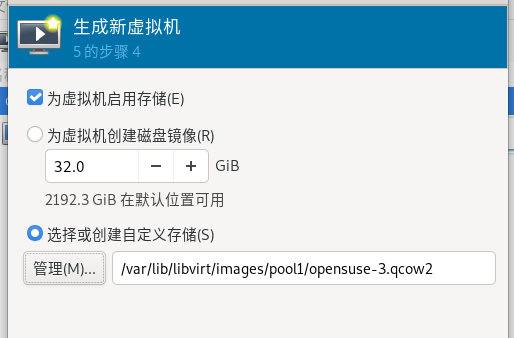 生成新虚拟机
5 的步骤 4
为虚拟机启用存储(E)
为虚拟机创建磁盘镜像(R)
32.0 − + GiB
2192.3 GiB 在默认位置可用
选择或创建自定义存储(S)
管理(M)... /var/lib/libvirt/images/pool1/opensuse-3.qcow2